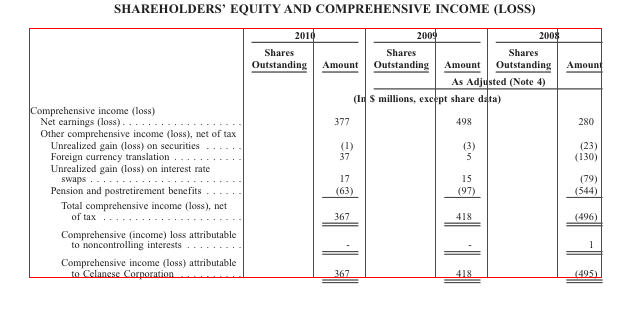 SHAREHOLDERS’ EQUITY AND COMPREHENSIVE INCOME (LOSS)
2010 2009 2008
Shares Shares Shares
Outstanding Amount Outstanding Amount Outstanding Amount
As Adjusted (Note 4)
(In $ millions, except share data)
Comprehensive income (loss)
Net earnings (loss) . . . . . . . . . . . . . . . . . . . 377 498 280
Other comprehensive income (loss), net of tax
Unrealized gain (loss) on securities . . . . . . (1) (3) (23)
Foreign currency translation . . . . . . . . . . . 37 5 (130)
Unrealized gain (loss) on interest rate
swaps . . . . . . . . . . . . . . . . . . . . . . . . 17 15 (79)
Pension and postretirement benefits . . . . . . (63) (97) (544)
Total comprehensive income (loss), net
of tax . . . . . . . . . . . . . . . . . . . . . . 367 418 (496)
Comprehensive (income) loss attributable
to noncontrolling interests . . . . . . . . . - - 1
Comprehensive income (loss) attributable
to Celanese Corporation . . . . . . . . . . 367 418 (495)